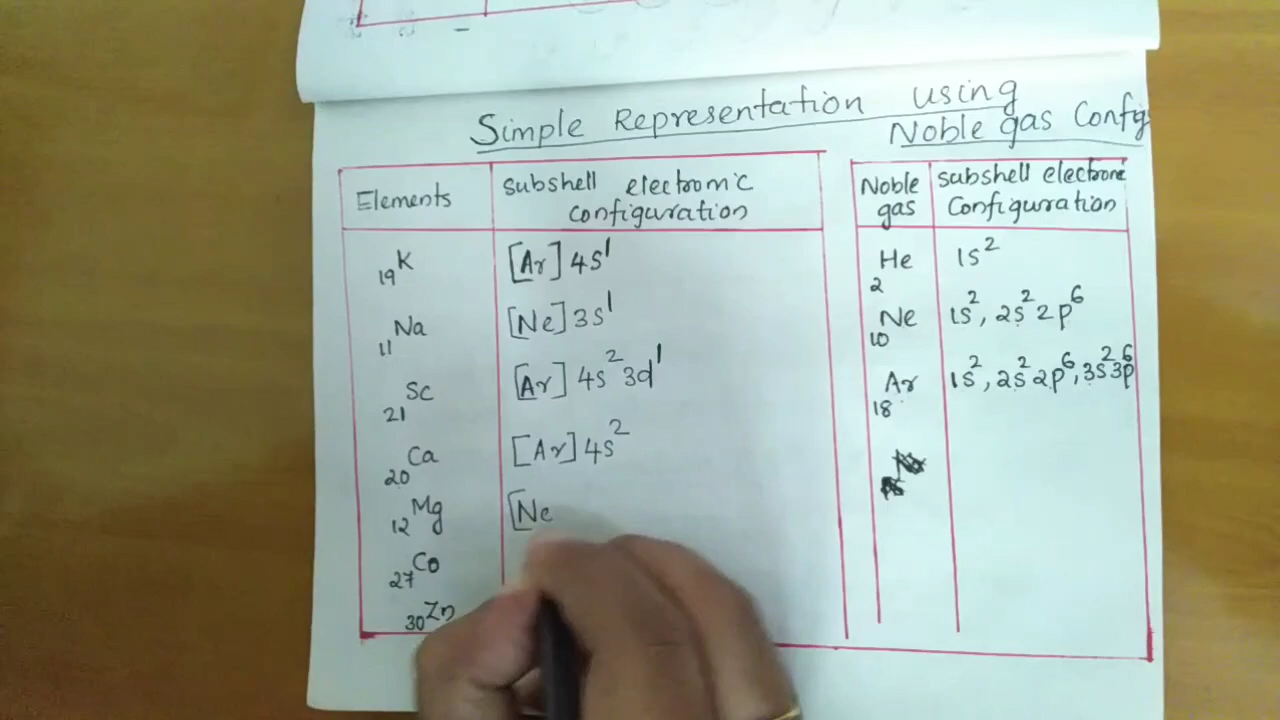 Simple Representation using
Noble gas Config
Elements
subshell electronic
configuration
19K
[Ar] 4s¹
11Na
[Ne] 3s¹
21Sc
[Ar] 4s² 3d¹
20Ca
[Ar] 4s²
12Mg
[Ne
27Co
30Zn
Noble
gas
subshell electroni
Configuration
He
2
1s²
Ne
10
1s², 2s² 2p⁶
Ar
18
1s², 2s² 2p⁶, 3s² 3p⁶